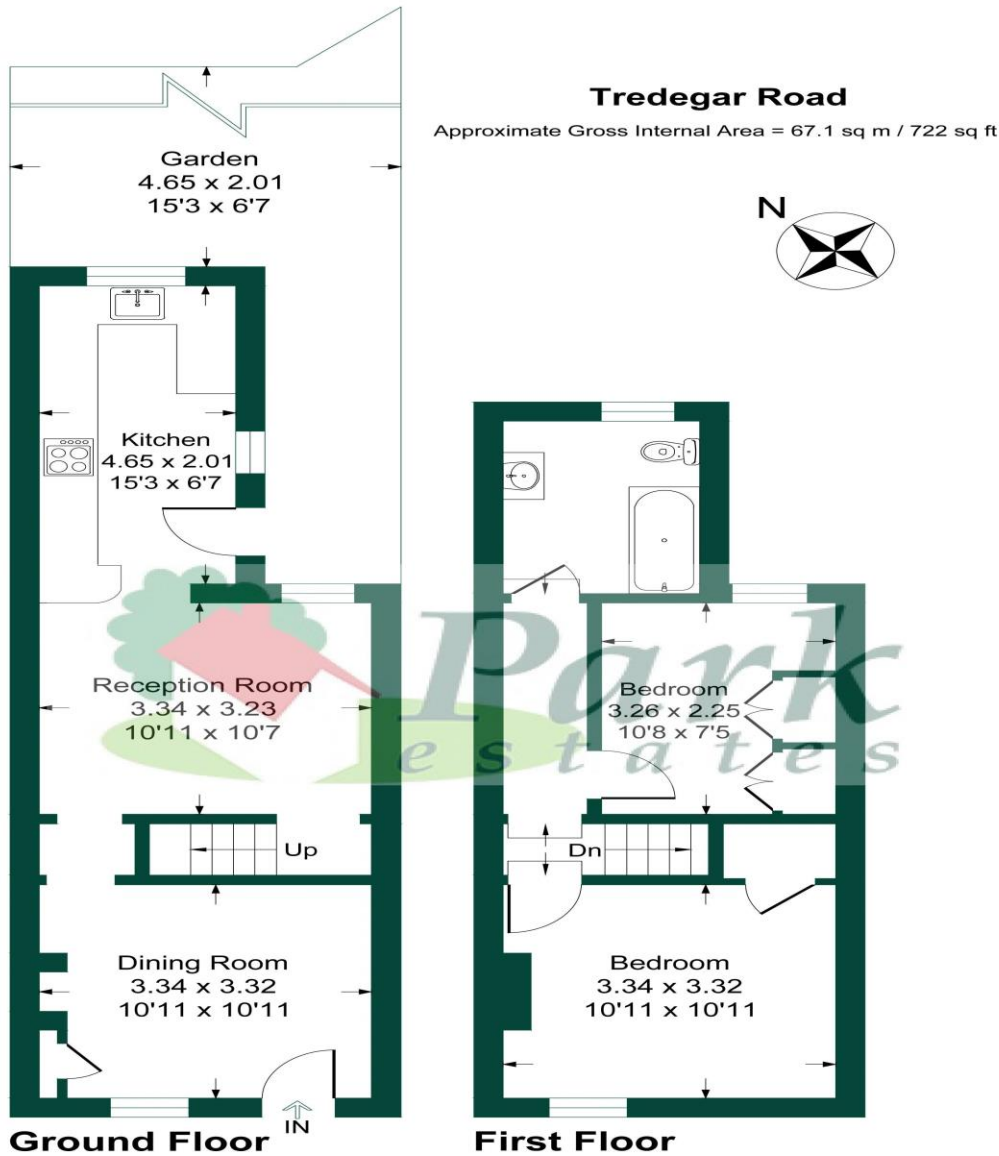 Tredegar Road
Approximate Gross Internal Area = 67.1 sq m / 722 sq ft
N
Garden
4.65 x 2.01
15'3 x 6'7
Kitchen
4.65 x 2.01
15'3 x 6'7
Reception Room
3.34 x 3.23
10'11 x 10'7
Up
Dining Room
3.34 x 3.32
10'11 x 10'11
IN
Ground Floor
Bedroom
3.26 x 2.25
10'8 x 7'5
Dn
Bedroom
3.34 x 3.32
10'11 x 10'11
First Floor
Park
estates